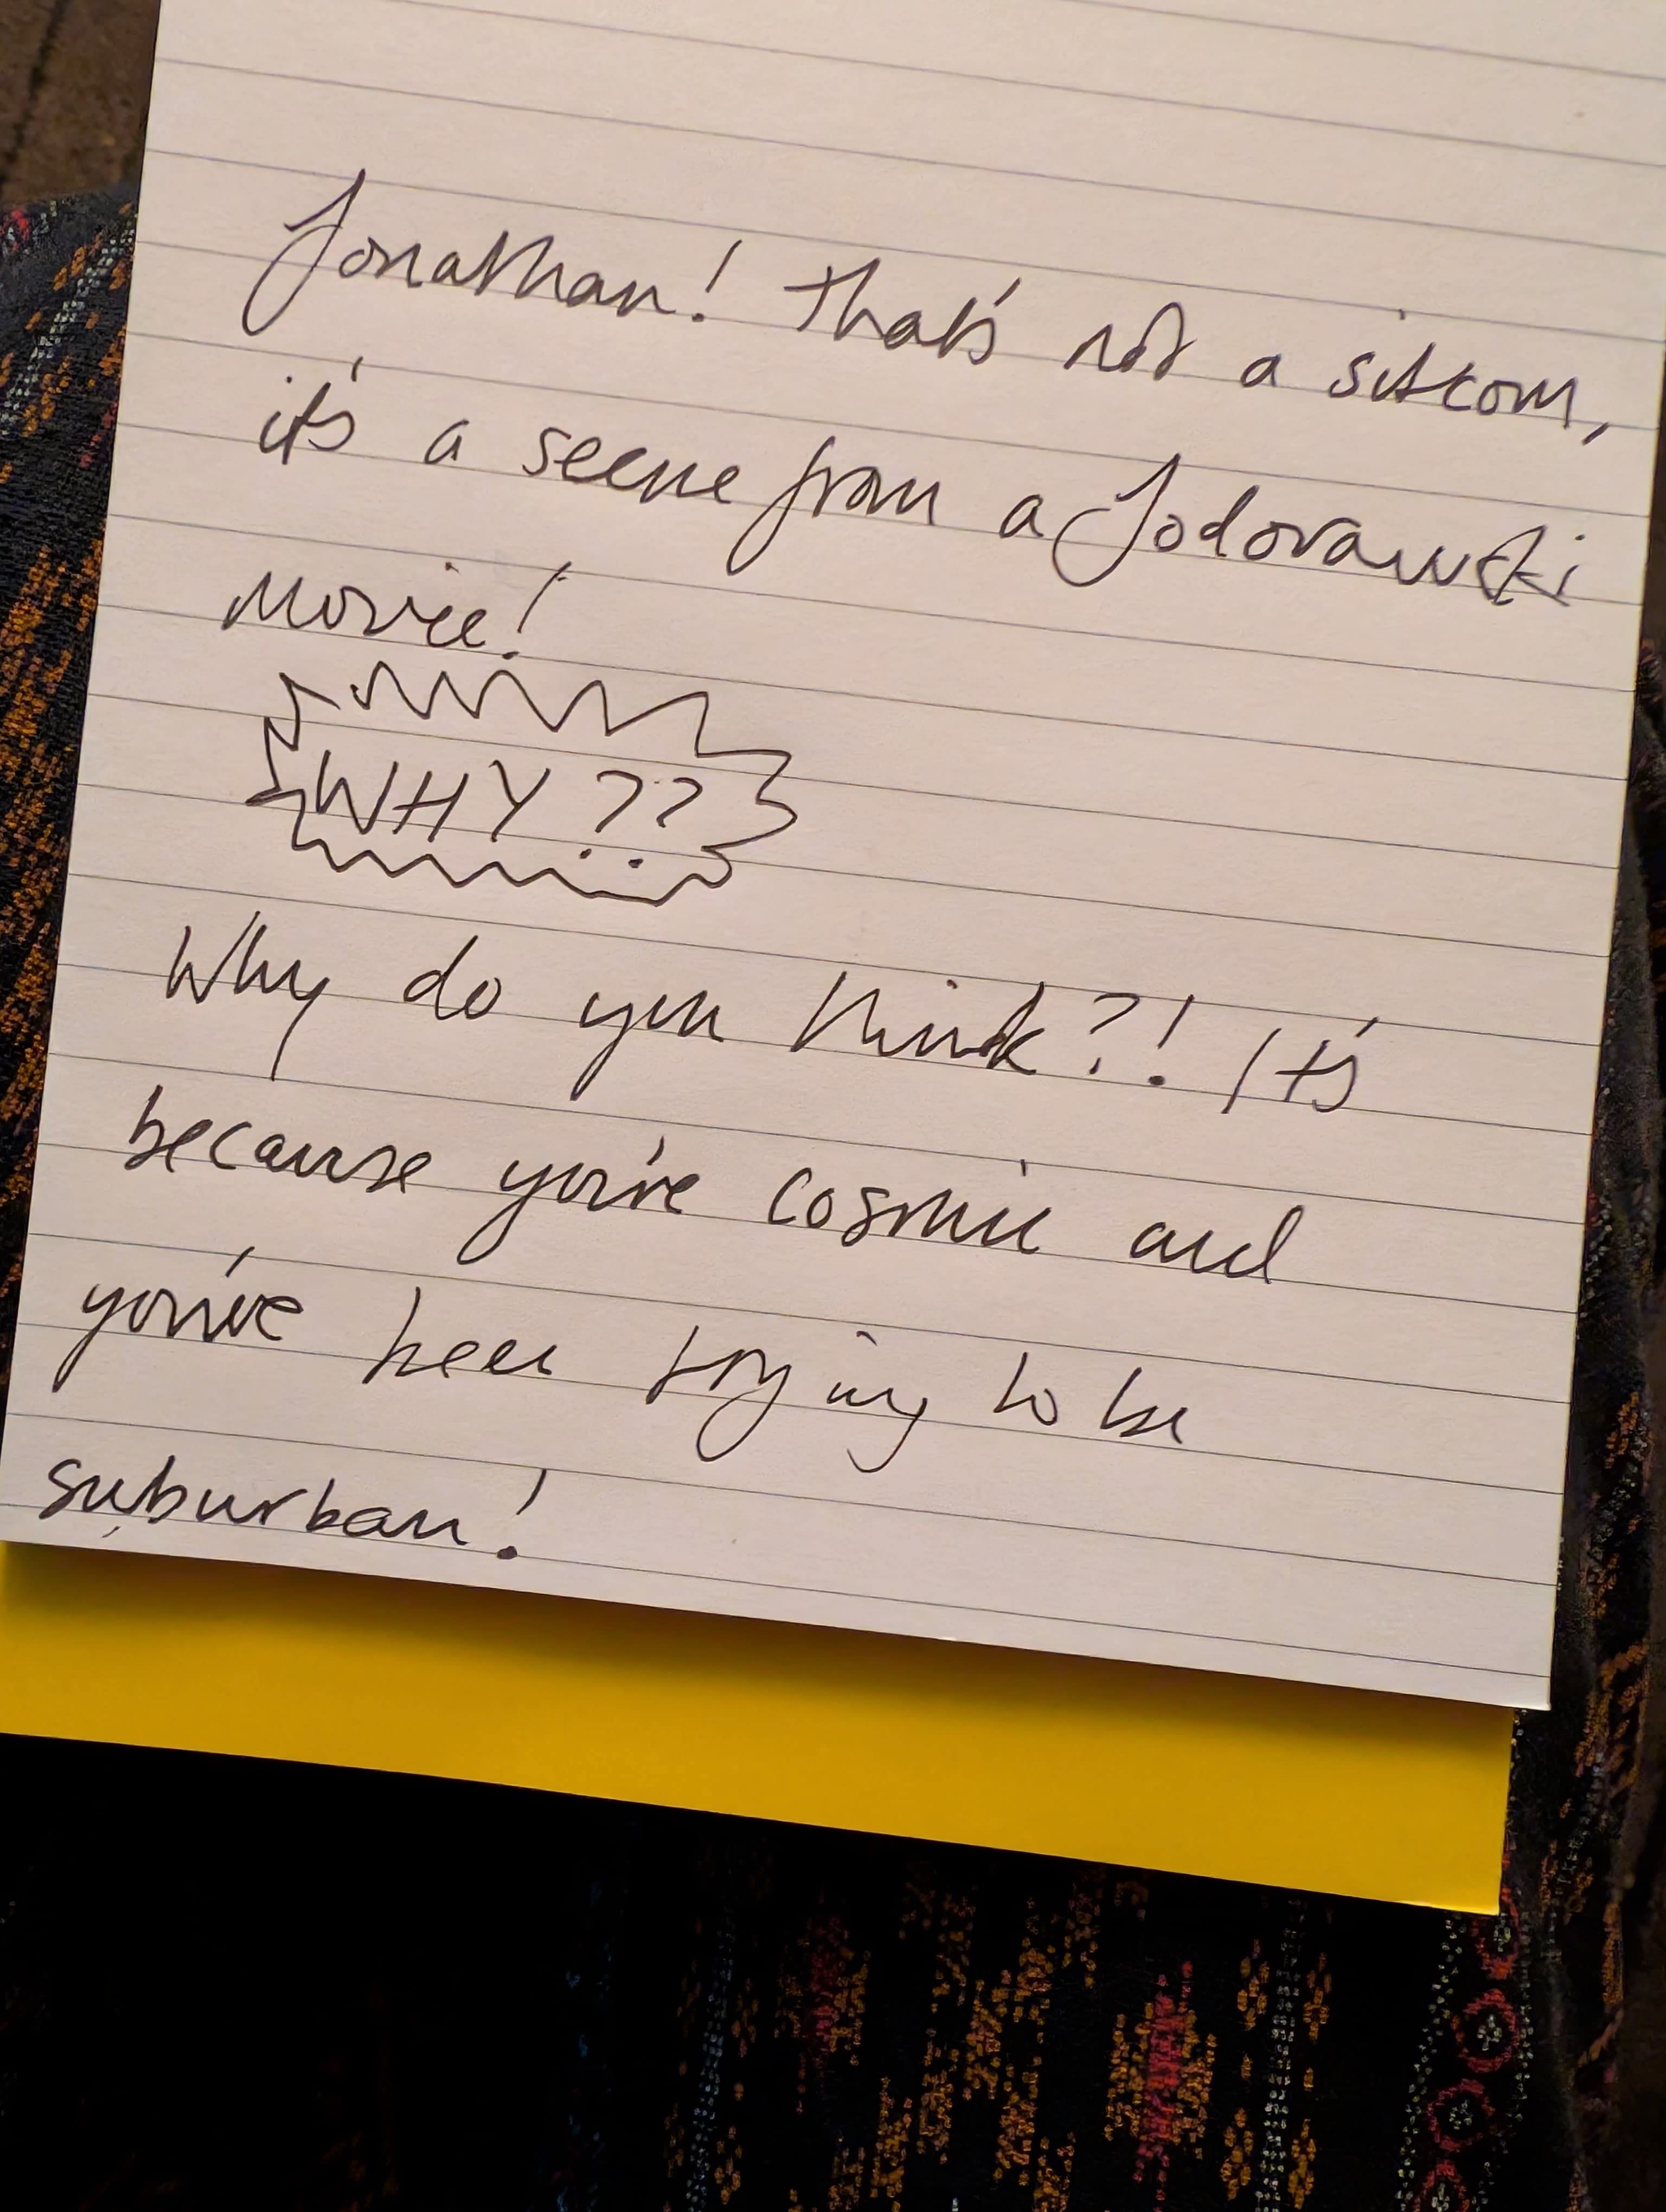 Jonathan! That's not a sitcom,
it's a scene from a Jodorawski
movie!
WHY??
Why do you think?! It's
because you're cosmic and
you've been trying to be
suburban!